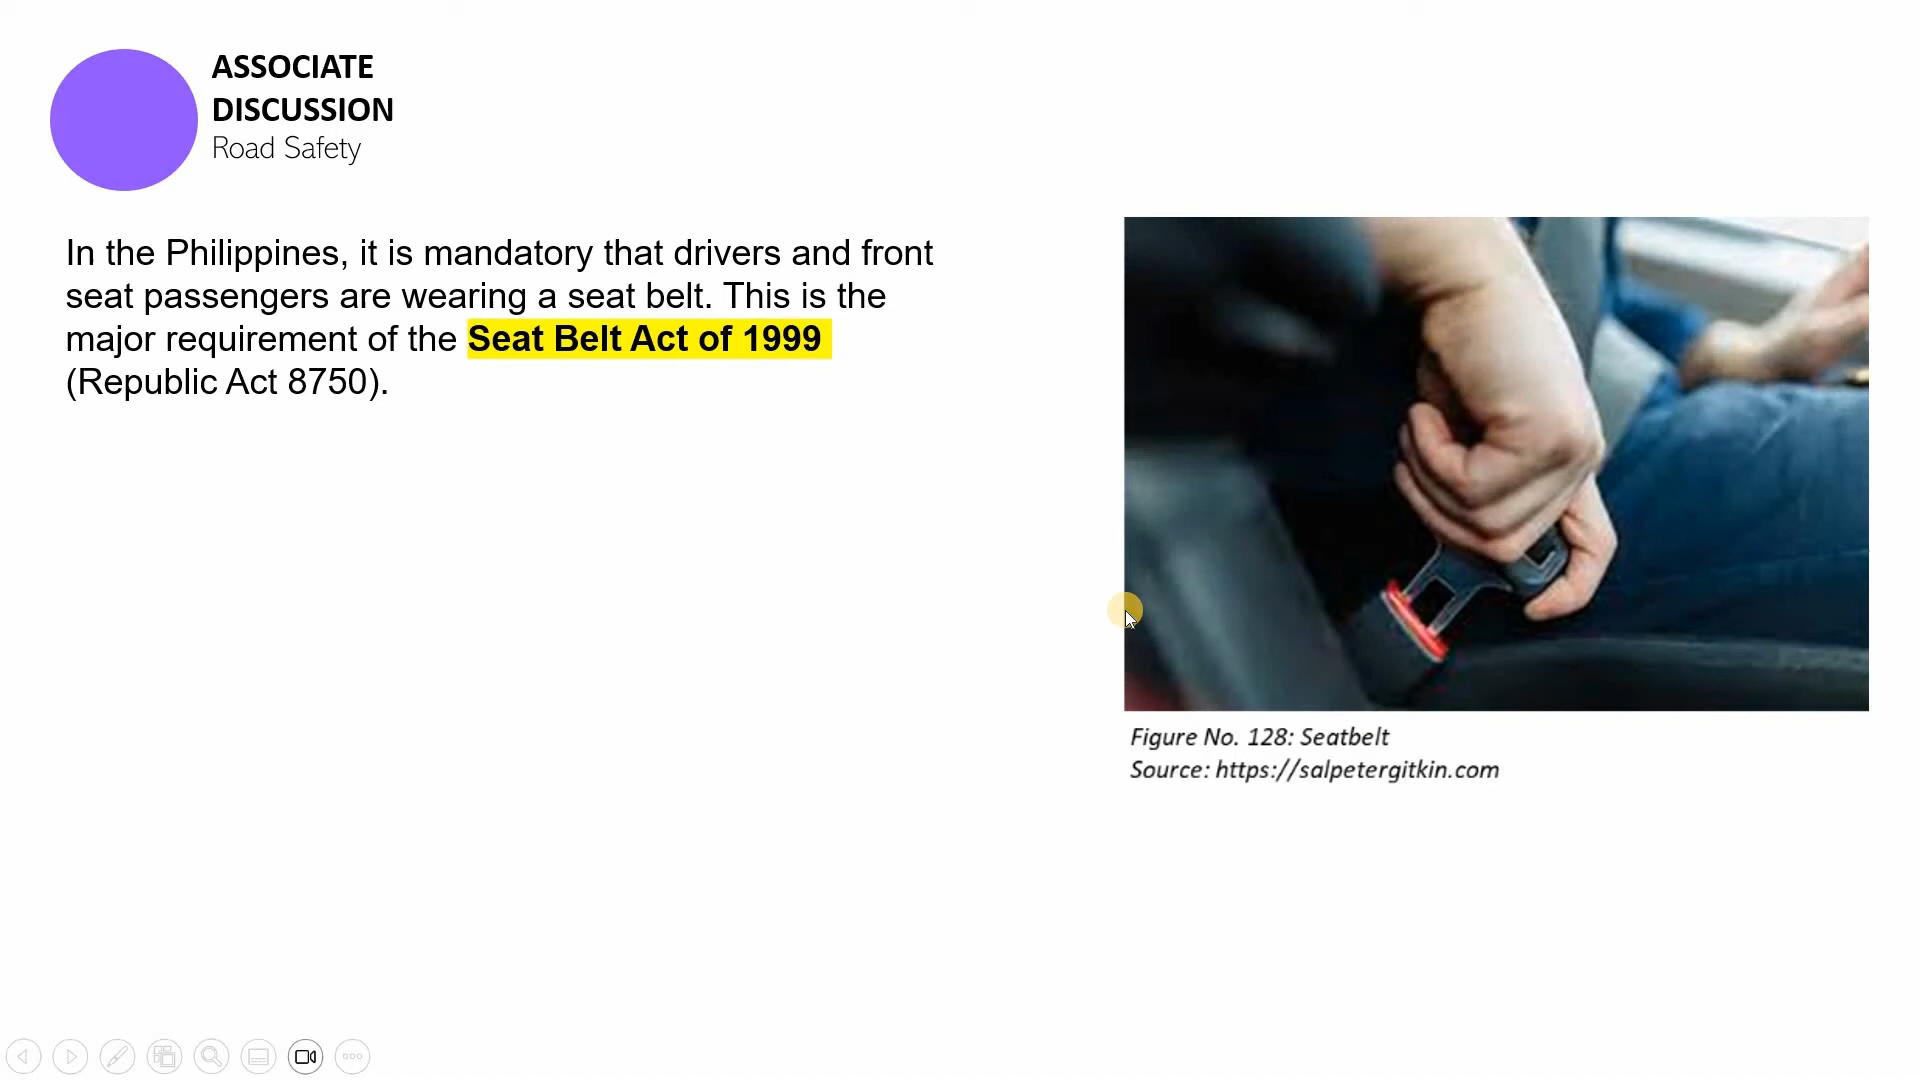 ASSOCIATE
DISCUSSION
Road Safety
In the Philippines, it is mandatory that drivers and front
seat passengers are wearing a seat belt. This is the
major requirement of the Seat Belt Act of 1999
(Republic Act 8750).
Figure No. 128: Seatbelt
Source: https://salpetergitkin.com